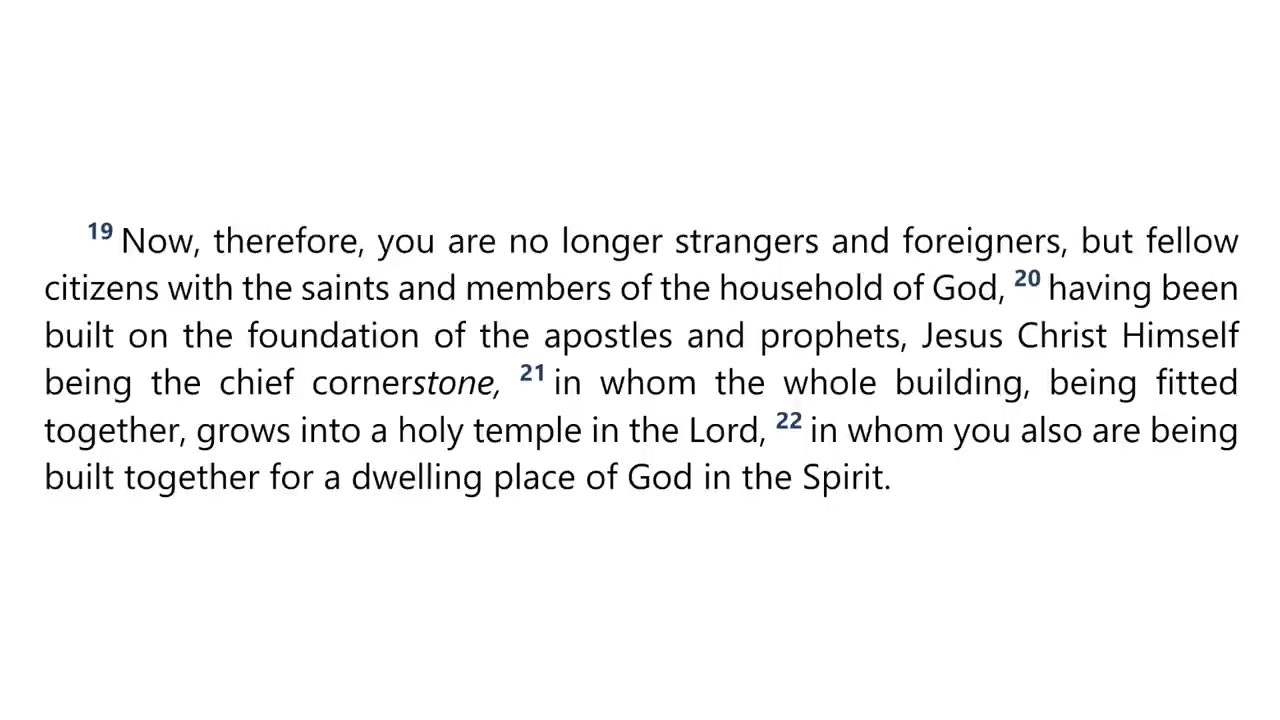 19 Now, therefore, you are no longer strangers and foreigners, but fellow
citizens with the saints and members of the household of God, 20 having been
built on the foundation of the apostles and prophets, Jesus Christ Himself
being the chief cornerstone, 21 in whom the whole building, being fitted
together, grows into a holy temple in the Lord, 22 in whom you also are being
built together for a dwelling place of God in the Spirit.